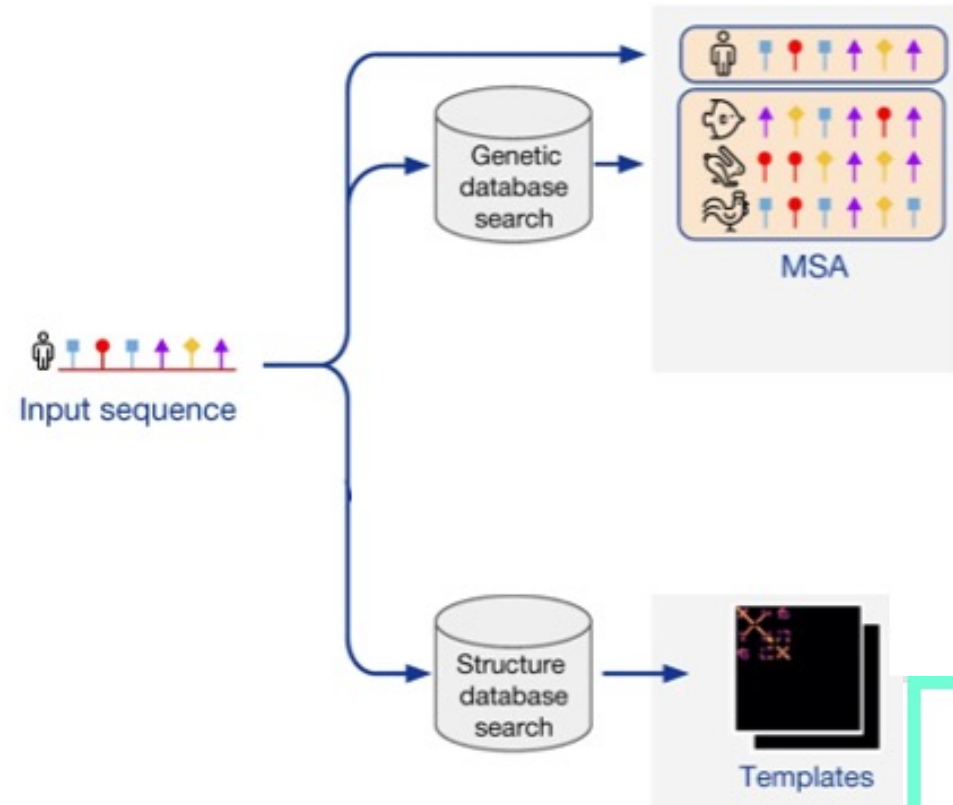 Genetic
database
search
MSA
Input sequence
Structure
database
search
Templates